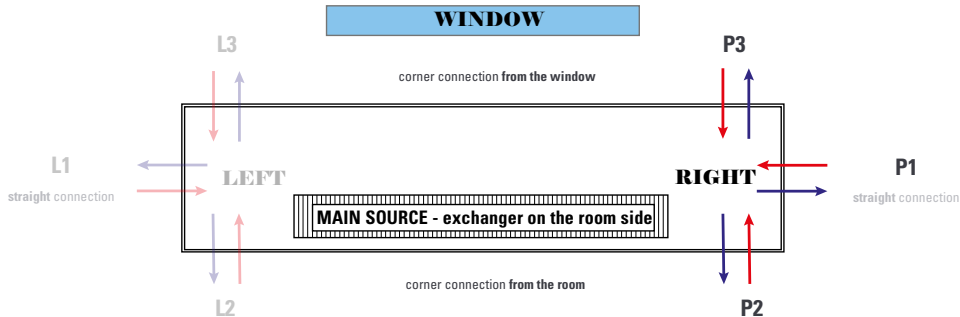 WINDOW
L3
P3
corner connection from the window
L1
LEFT
RIGHT
P1
straight connection
straight connection
MAIN SOURCE - exchanger on the room side
corner connection from the room
L2
P2